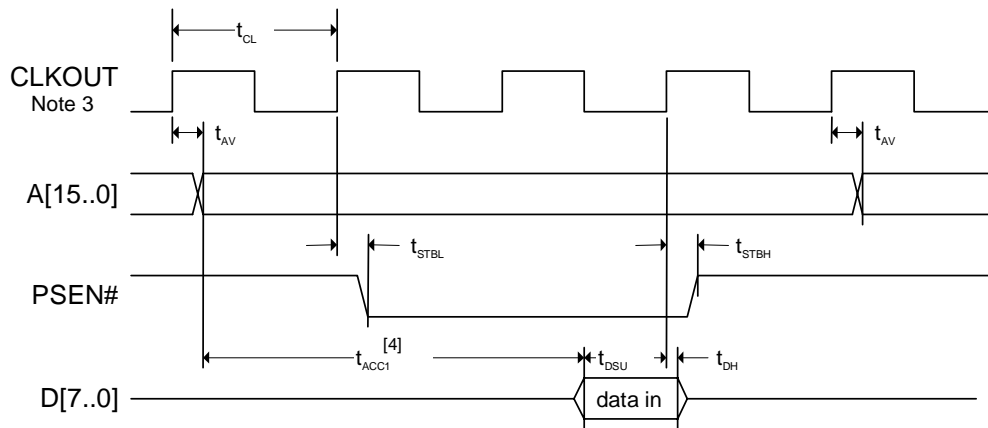 t_CL
CLKOUT
Note 3
t_AV
t_AV
A[15..0]
t_STBL
t_STBH
PSEN#
[4]
t_ACC1
t_DSU
t_DH
D[7..0]
data in